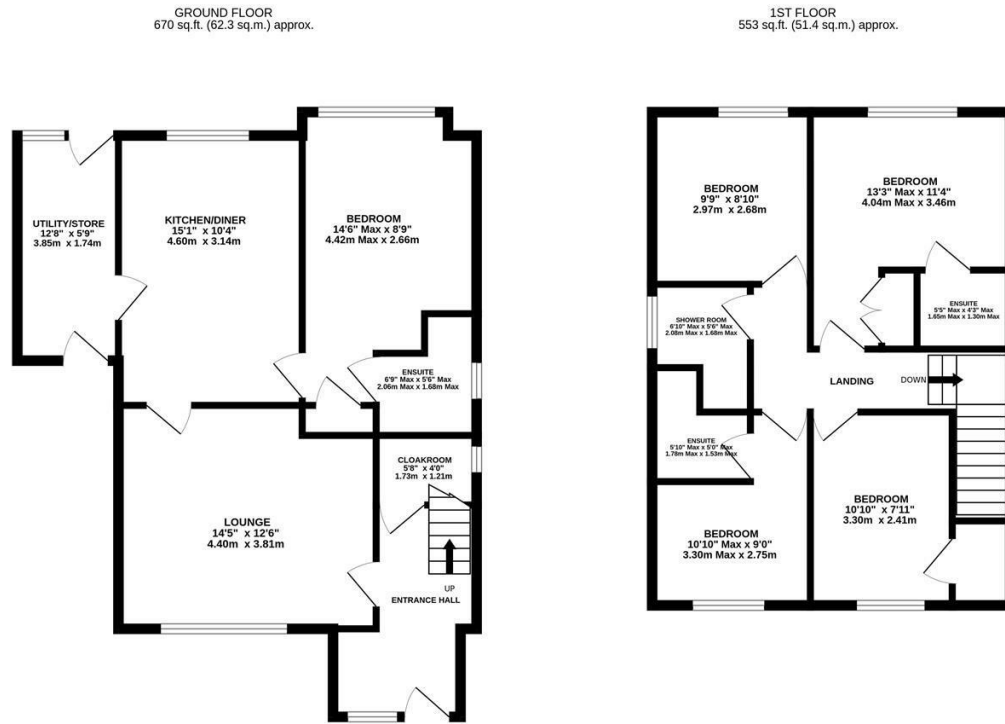 GROUND FLOOR
670 sq.ft. (62.3 sq.m.) approx.
UTILITY/STORE
12'8" x 5'9"
3.85m x 1.74m
KITCHEN/DINER
15'1" x 10'4"
4.60m x 3.14m
BEDROOM
14'6" Max x 8'9"
4.42m Max x 2.66m
ENSUITE
6'9" Max x 5'6" Max
2.06m Max x 1.68m Max
CLOAKROOM
5'8" x 4'0"
1.73m x 1.21m
LOUNGE
14'5" x 12'6"
4.40m x 3.81m
UP
ENTRANCE HALL
1ST FLOOR
553 sq.ft. (51.4 sq.m.) approx.
BEDROOM
9'9" x 8'10"
2.97m x 2.68m
BEDROOM
13'3" Max x 11'4"
4.04m Max x 3.46m
ENSUITE
5'5" Max x 4'3" Max
1.65m Max x 1.30m Max
SHOWER ROOM
6'10" Max x 5'6" Max
2.08m Max x 1.68m Max
LANDING
DOWN
ENSUITE
5'10" Max x 5'0" Max
1.78m Max x 1.53m Max
BEDROOM
10'10" Max x 9'0"
3.30m Max x 2.75m
BEDROOM
10'10" x 7'11"
3.30m x 2.41m